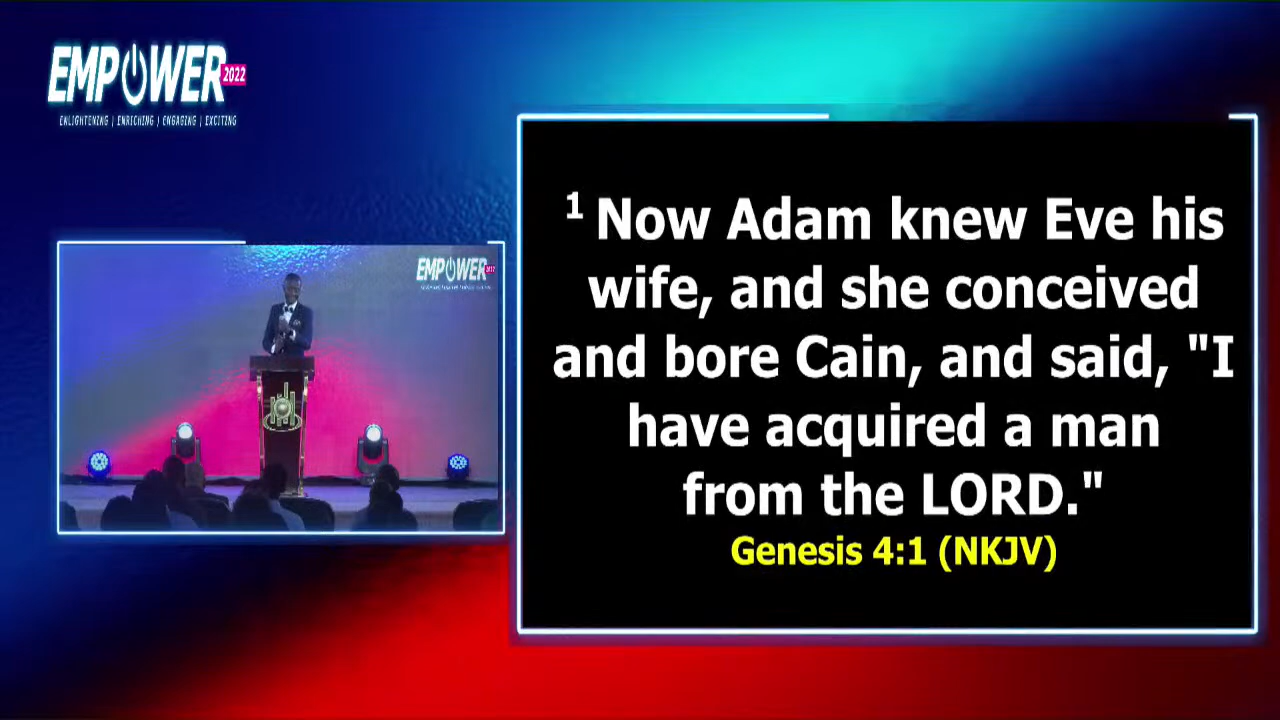 EMPOWER 2022
ENLIGHTENING | ENRICHING | ENGAGING | EXCITING
EMPOWER 2022
1 Now Adam knew Eve his
wife, and she conceived
and bore Cain, and said, "I
have acquired a man
from the LORD."
Genesis 4:1 (NKJV)